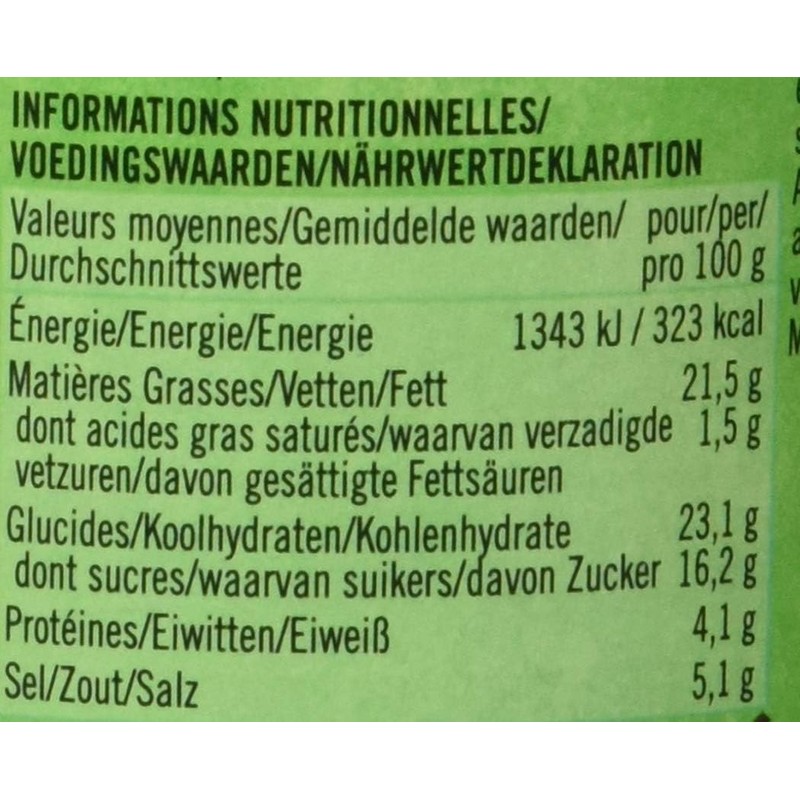 INFORMATIONS NUTRITIONNELLES/
VOEDINGSWAARDEN/NÄHRWERTDEKLARATION
Valeurs moyennes/Gemiddelde waarden/ pour/per/
Durchschnittswerte pro 100 g
Énergie/Energie/Energie 1343 kJ / 323 kcal
Matières Grasses/Vetten/Fett 21,5 g
dont acides gras saturés/waarvan verzadigde 1,5 g
vetzuren/davon gesättigte Fettsäuren
Glucides/Koolhydraten/Kohlenhydrate 23,1 g
dont sucres/waarvan suikers/davon Zucker 16,2 g
Protéines/Eiwitten/Eiweiß 4,1 g
Sel/Zout/Salz 5,1 g